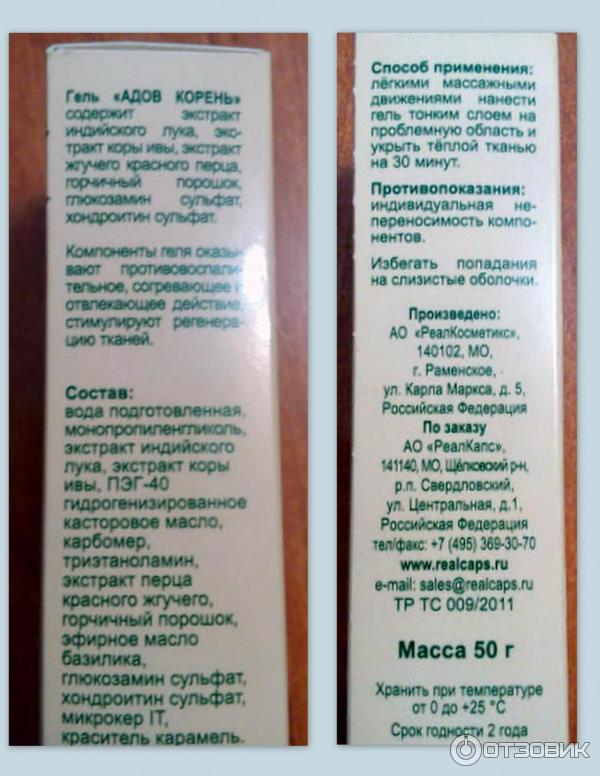 Гель «АДОВ КОРЕНЬ»
содержит экстракт
индийского лука, экс-
тракт коры ивы, экстракт
жгучего красного перца,
горчичный порошок,
глюкозамин сульфат,
хондроитин сульфат.
Компоненты геля оказы-
вают противовоспали-
тельное, согревающее и
отвлекающее действие,
стимулируют регенера-
цию тканей.
Состав:
вода подготовленная,
монопропиленгликоль,
экстракт индийского
лука, экстракт коры
ивы, ПЭГ-40
гидрогенизированное
касторовое масло,
карбомер,
триэтаноламин,
экстракт перца
красного жгучего,
горчичный порошок,
эфирное масло
базилика,
глюкозамин сульфат,
хондроитин сульфат,
микрокер IT,
краситель карамель.
Способ применения:
лёгкими массажными
движениями нанести
гель тонким слоем на
проблемную область и
укрыть тёплой тканью
на 30 минут.
Противопоказания:
индивидуальная не-
переносимость компо-
нентов.
Избегать попадания
на слизистые оболочки.
Произведено:
АО «РеалКосметикс»,
140102, МО,
г. Раменское,
ул. Карла Маркса, д. 5,
Российская Федерация
По заказу
АО «РеалКапс»,
141140, МО, Щёлковский р-н,
р.п. Свердловский,
ул. Центральная, д.1,
Российская Федерация
тел/факс: +7 (495) 369-30-70
www.realcaps.ru
e-mail: sales@realcaps.ru
ТР ТС 009/2011
Масса 50 г
Хранить при температуре
от 0 до +25 °С
Срок годности 2 года
ОТЗОВИК